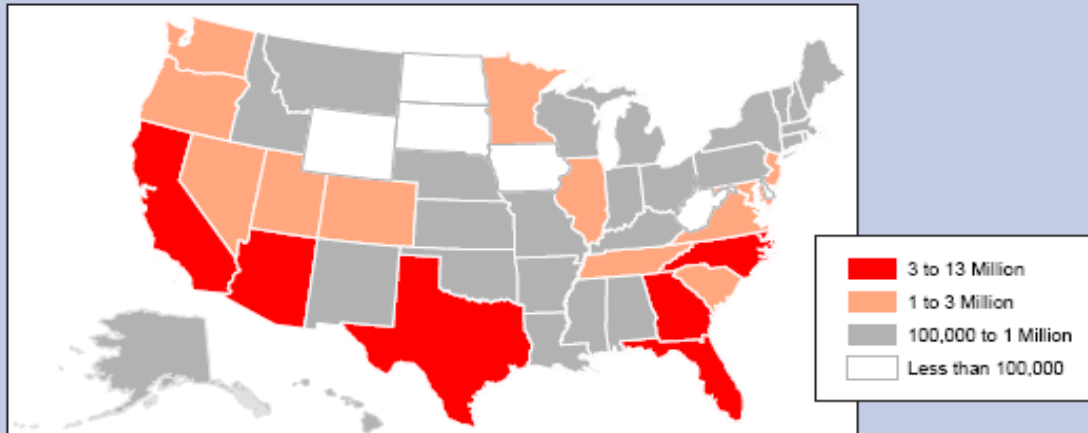 3 to 13 Million
1 to 3 Million
100,000 to 1 Million
Less than 100,000